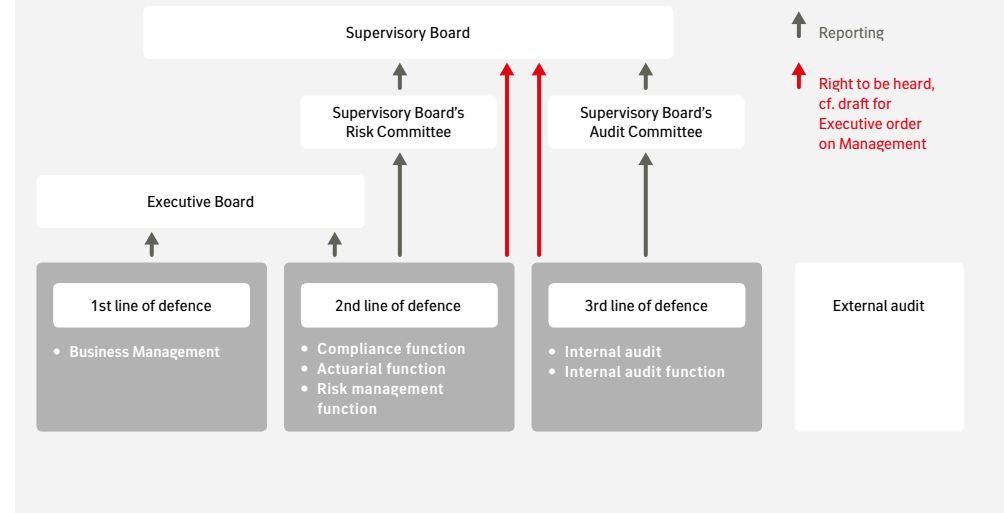 Supervisory Board
Reporting
Right to be heard,
cf. draft for
Executive order
on Management
Supervisory Board's
Risk Committee
Supervisory Board's
Audit Committee
Executive Board
1st line of defence
• Business Management
2nd line of defence
• Compliance function
• Actuarial function
• Risk management
function
3rd line of defence
• Internal audit
• Internal audit function
External audit